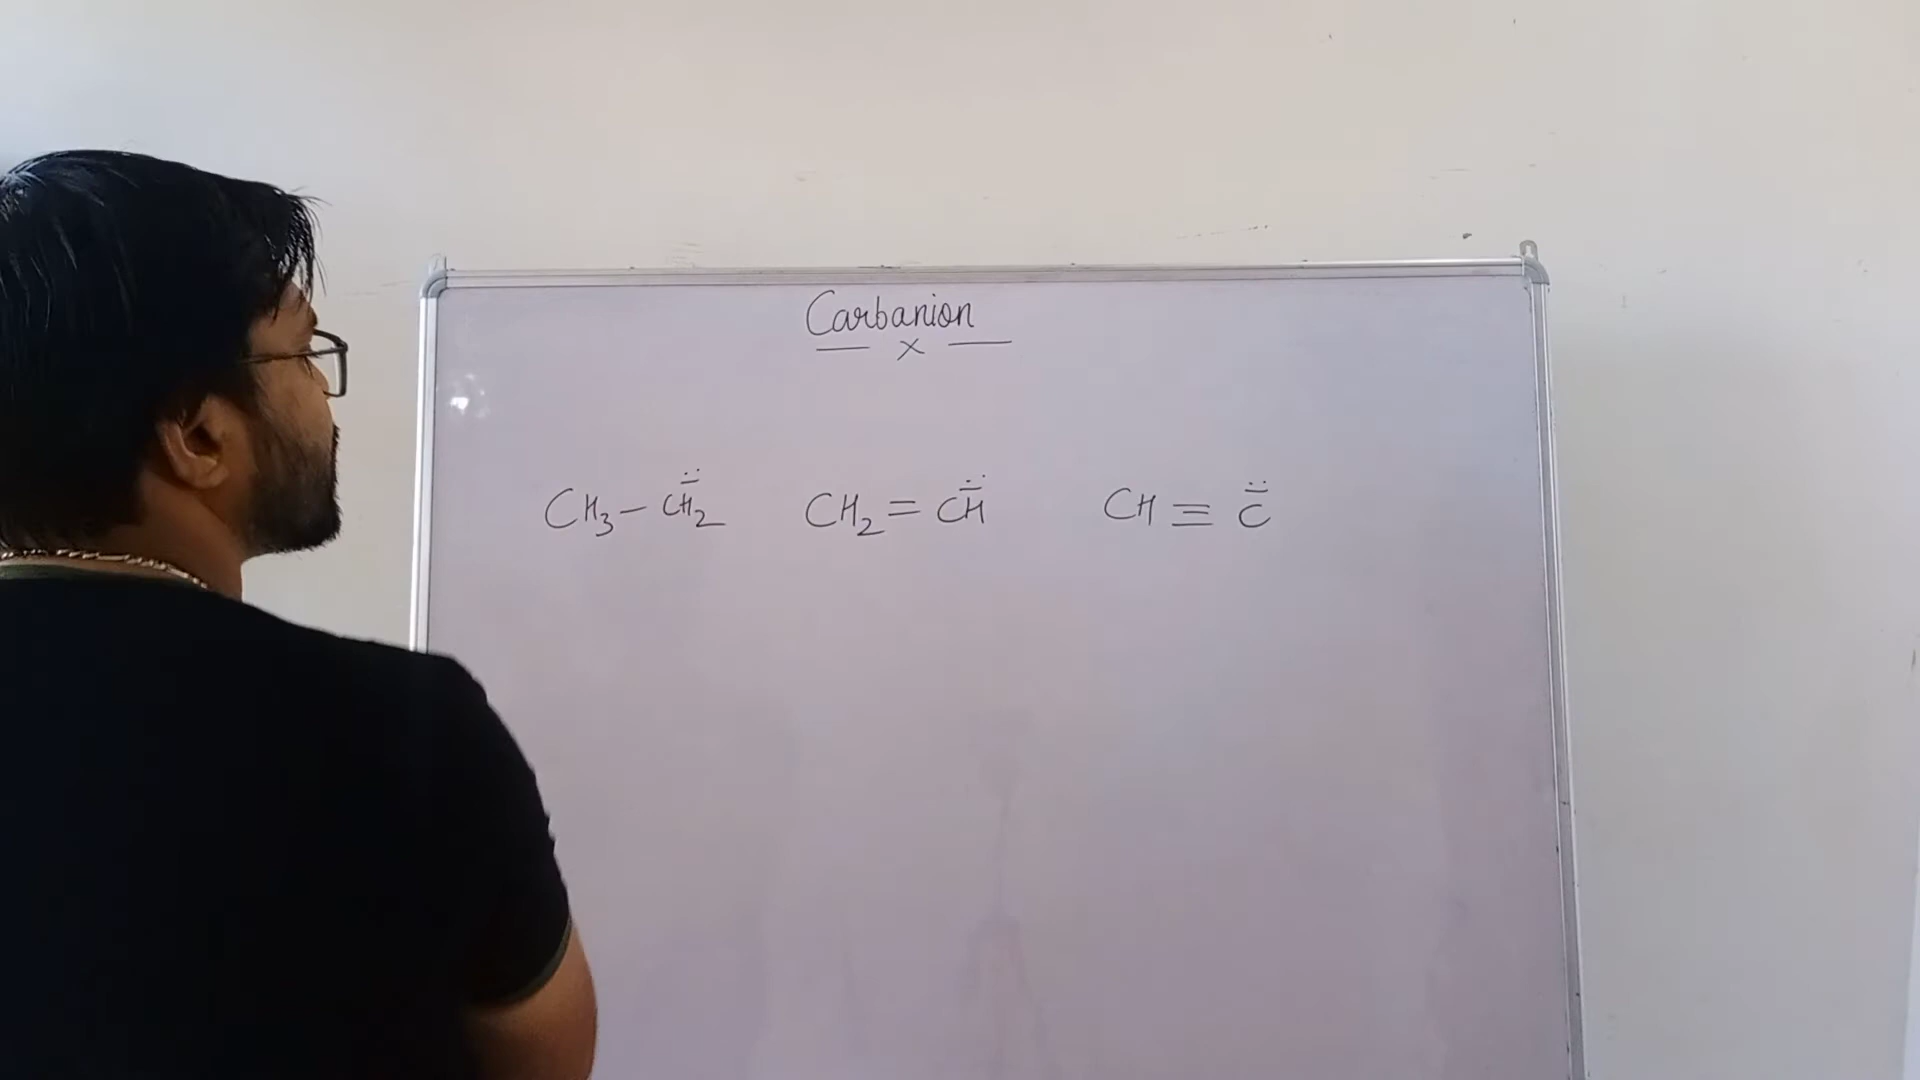 Carbanion
— x —
CH₃ – C̈̄H₂ CH₂ = C̈̄H CH ≡ C̈̄